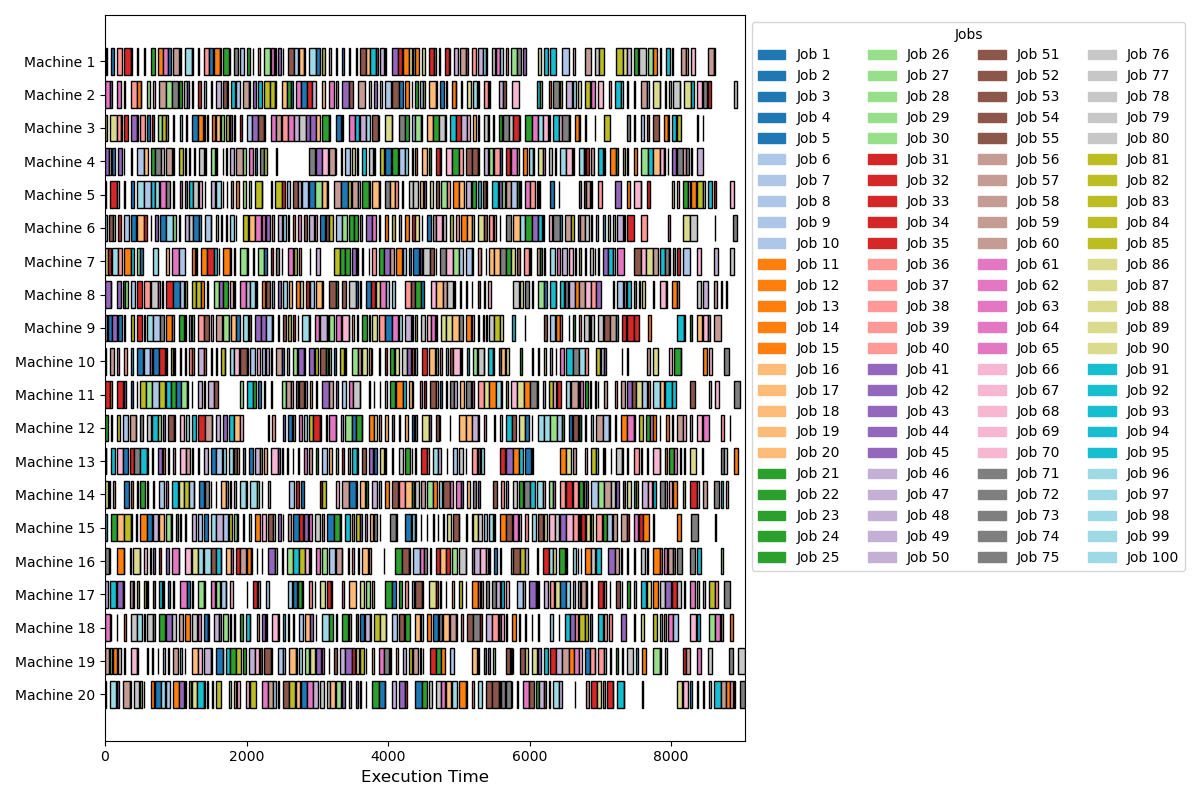 Machine 1
Machine 2
Machine 3
Machine 4
Machine 5
Machine 6
Machine 7
Machine 8
Machine 9
Machine 10
Machine 11
Machine 12
Machine 13
Machine 14
Machine 15
Machine 16
Machine 17
Machine 18
Machine 19
Machine 20
0 2000 4000 6000 8000
Execution Time
Jobs
Job 1 Job 26 Job 51 Job 76
Job 2 Job 27 Job 52 Job 77
Job 3 Job 28 Job 53 Job 78
Job 4 Job 29 Job 54 Job 79
Job 5 Job 30 Job 55 Job 80
Job 6 Job 31 Job 56 Job 81
Job 7 Job 32 Job 57 Job 82
Job 8 Job 33 Job 58 Job 83
Job 9 Job 34 Job 59 Job 84
Job 10 Job 35 Job 60 Job 85
Job 11 Job 36 Job 61 Job 86
Job 12 Job 37 Job 62 Job 87
Job 13 Job 38 Job 63 Job 88
Job 14 Job 39 Job 64 Job 89
Job 15 Job 40 Job 65 Job 90
Job 16 Job 41 Job 66 Job 91
Job 17 Job 42 Job 67 Job 92
Job 18 Job 43 Job 68 Job 93
Job 19 Job 44 Job 69 Job 94
Job 20 Job 45 Job 70 Job 95
Job 21 Job 46 Job 71 Job 96
Job 22 Job 47 Job 72 Job 97
Job 23 Job 48 Job 73 Job 98
Job 24 Job 49 Job 74 Job 99
Job 25 Job 50 Job 75 Job 100